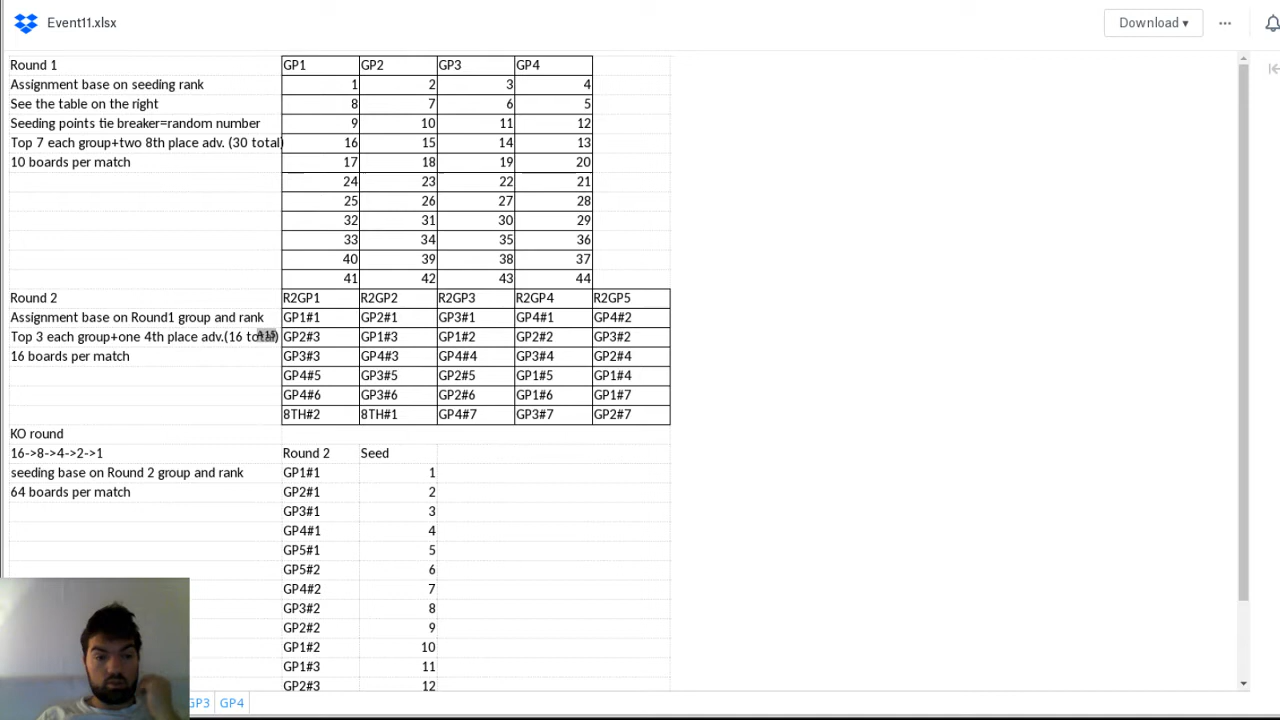 Event11.xlsx Download ▾ ...
Round 1 GP1 GP2 GP3 GP4
Assignment base on seeding rank 1 2 3 4
See the table on the right 8 7 6 5
Seeding points tie breaker=random number 9 10 11 12
Top 7 each group+two 8th place adv. (30 total) 16 15 14 13
10 boards per match 17 18 19 20
24 23 22 21
25 26 27 28
32 31 30 29
33 34 35 36
40 39 38 37
41 42 43 44
Round 2 R2GP1 R2GP2 R2GP3 R2GP4 R2GP5
Assignment base on Round1 group and rank GP1#1 GP2#1 GP3#1 GP4#1 GP4#2
Top 3 each group+one 4th place adv.(16 total) GP2#3 GP1#3 GP1#2 GP2#2 GP3#2
16 boards per match GP3#3 GP4#3 GP4#4 GP3#4 GP2#4
GP4#5 GP3#5 GP2#5 GP1#5 GP1#4
GP4#6 GP3#6 GP2#6 GP1#6 GP1#7
8TH#2 8TH#1 GP4#7 GP3#7 GP2#7
KO round
16->8->4->2->1 Round 2 Seed
seeding base on Round 2 group and rank GP1#1 1
64 boards per match GP2#1 2
GP3#1 3
GP4#1 4
GP5#1 5
GP5#2 6
GP4#2 7
GP3#2 8
GP2#2 9
GP1#2 10
GP1#3 11
GP2#3 12
GP3 GP4